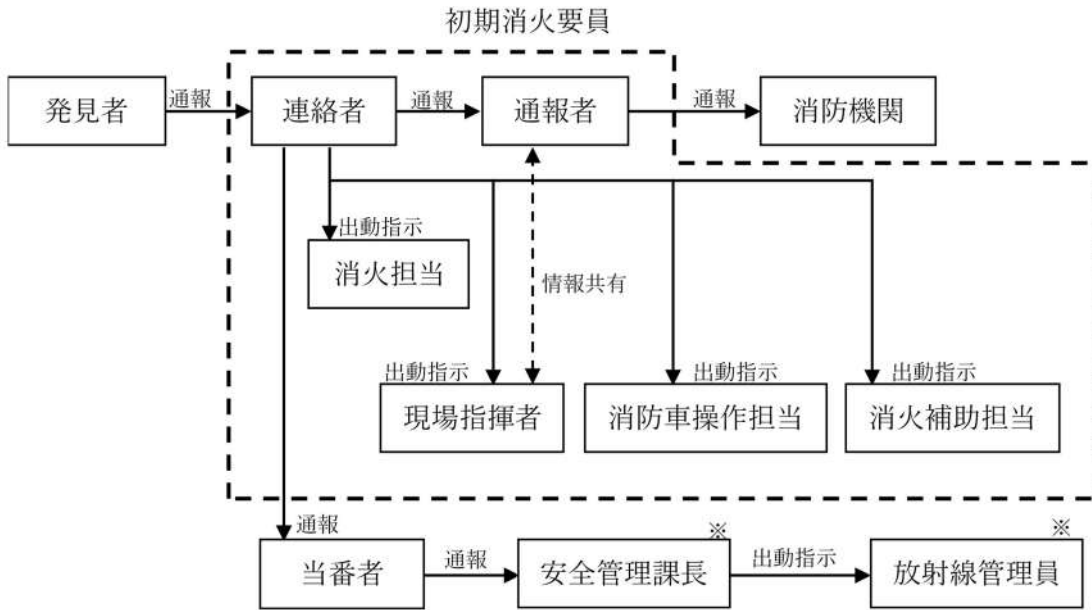 初期消火要員
発見者
通報
連絡者
通報
通報者
通報
消防機関
出動指示
消火担当
情報共有
出動指示
現場指揮者
出動指示
消防車操作担当
出動指示
消火補助担当
通報
当番者
通報
※
安全管理課長
出動指示
※
放射線管理員